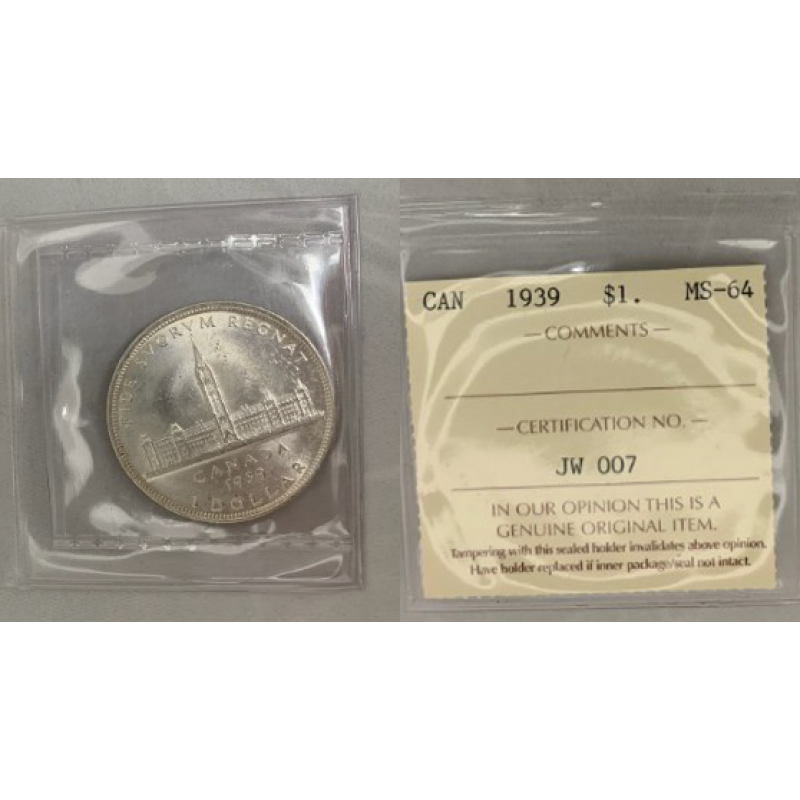 FIDE SVORVM REGNAT
CANADA
1939
1 DOLLAR
CAN 1939 $1. MS-64
— COMMENTS —
— CERTIFICATION NO. —
JW 007
IN OUR OPINION THIS IS A
GENUINE ORIGINAL ITEM.
Tampering with this sealed holder invalidates above opinion.
Have holder replaced if inner package/seal not intact.